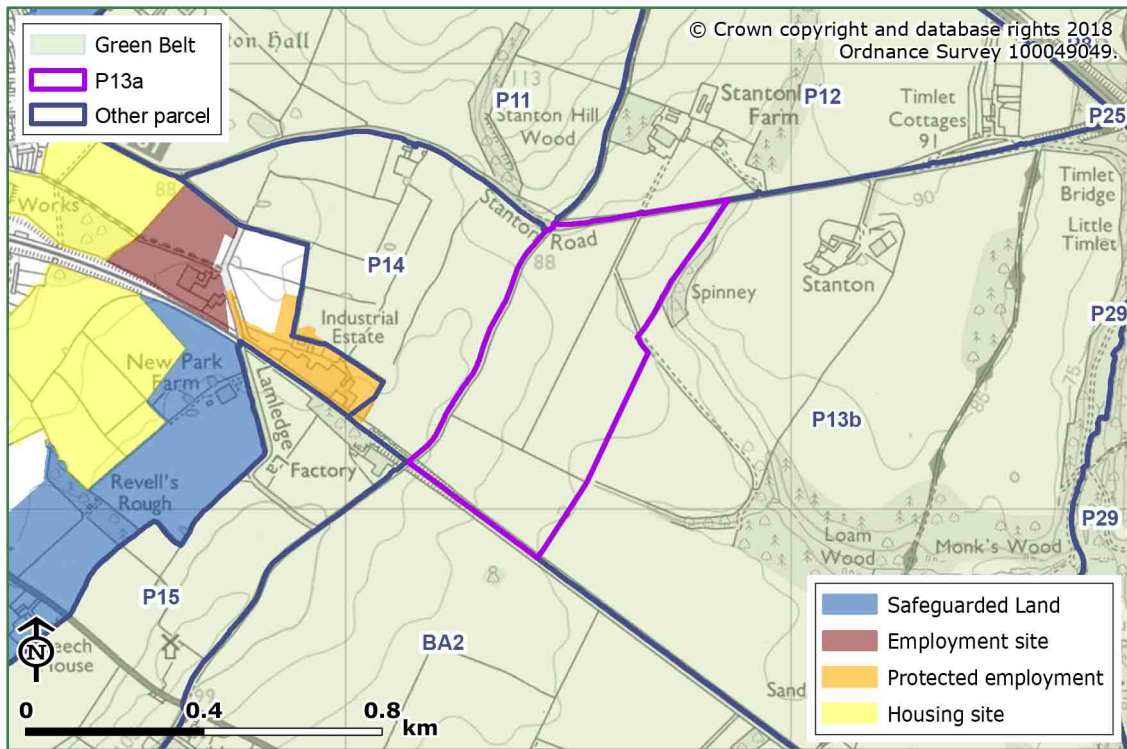 Green Belt
P13a
Other parcel
© Crown copyright and database rights 2018
Ordnance Survey 100049049.
ton Hall
113
P11
Stanton Hill
Wood
Stanton
Farm
P12
Timlet
Cottages
91
P25
Timlet
Bridge
Little
Timlet
88
Works
Stanton Road
88
90
P14
Industrial
Estate
Spinney
Stanton
P29
New Park
Farm
Lamledge La
Factory
P13b
75
86
Revell's
Rough
P29
Loam
Wood
Monk's Wood
P15
BA2
eech
House
99
Sand
Safeguarded Land
Employment site
Protected employment
Housing site
N
0 0.4 0.8
km